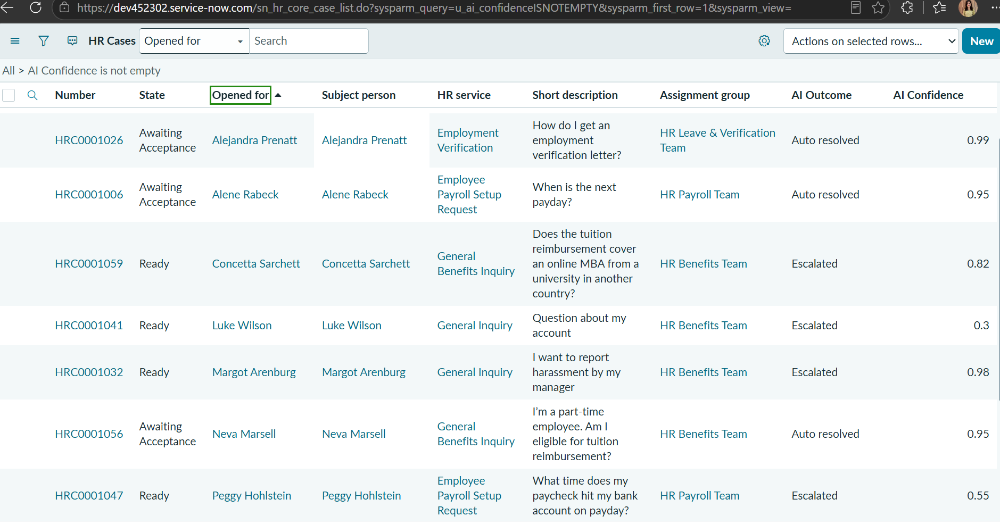 https://dev452302.service-now.com/sn_hr_core_case_list.do?sysparm_query=u_ai_confidenceISNOTEMPTY&sysparm_first_row=1&sysparm_view=
HR Cases Opened for Search Actions on selected rows... New
All > AI Confidence is not empty
Number State Opened for Subject person HR service Short description Assignment group AI Outcome AI Confidence
HRC0001026 Awaiting Acceptance Alejandra Prenatt Alejandra Prenatt Employment Verification How do I get an employment verification letter? HR Leave & Verification Team Auto resolved 0.99
HRC0001006 Awaiting Acceptance Alene Rabeck Alene Rabeck Employee Payroll Setup Request When is the next payday? HR Payroll Team Auto resolved 0.95
HRC0001059 Ready Concetta Sarchett Concetta Sarchett General Benefits Inquiry Does the tuition reimbursement cover an online MBA from a university in another country? HR Benefits Team Escalated 0.82
HRC0001041 Ready Luke Wilson Luke Wilson General Inquiry Question about my account HR Benefits Team Escalated 0.3
HRC0001032 Ready Margot Arenburg Margot Arenburg General Inquiry I want to report harassment by my manager HR Benefits Team Escalated 0.98
HRC0001056 Awaiting Acceptance Neva Marsell Neva Marsell General Benefits Inquiry I'm a part-time employee. Am I eligible for tuition reimbursement? HR Benefits Team Auto resolved 0.95
HRC0001047 Ready Peggy Hohlstein Peggy Hohlstein Employee Payroll Setup Request What time does my paycheck hit my bank account on payday? HR Payroll Team Escalated 0.55